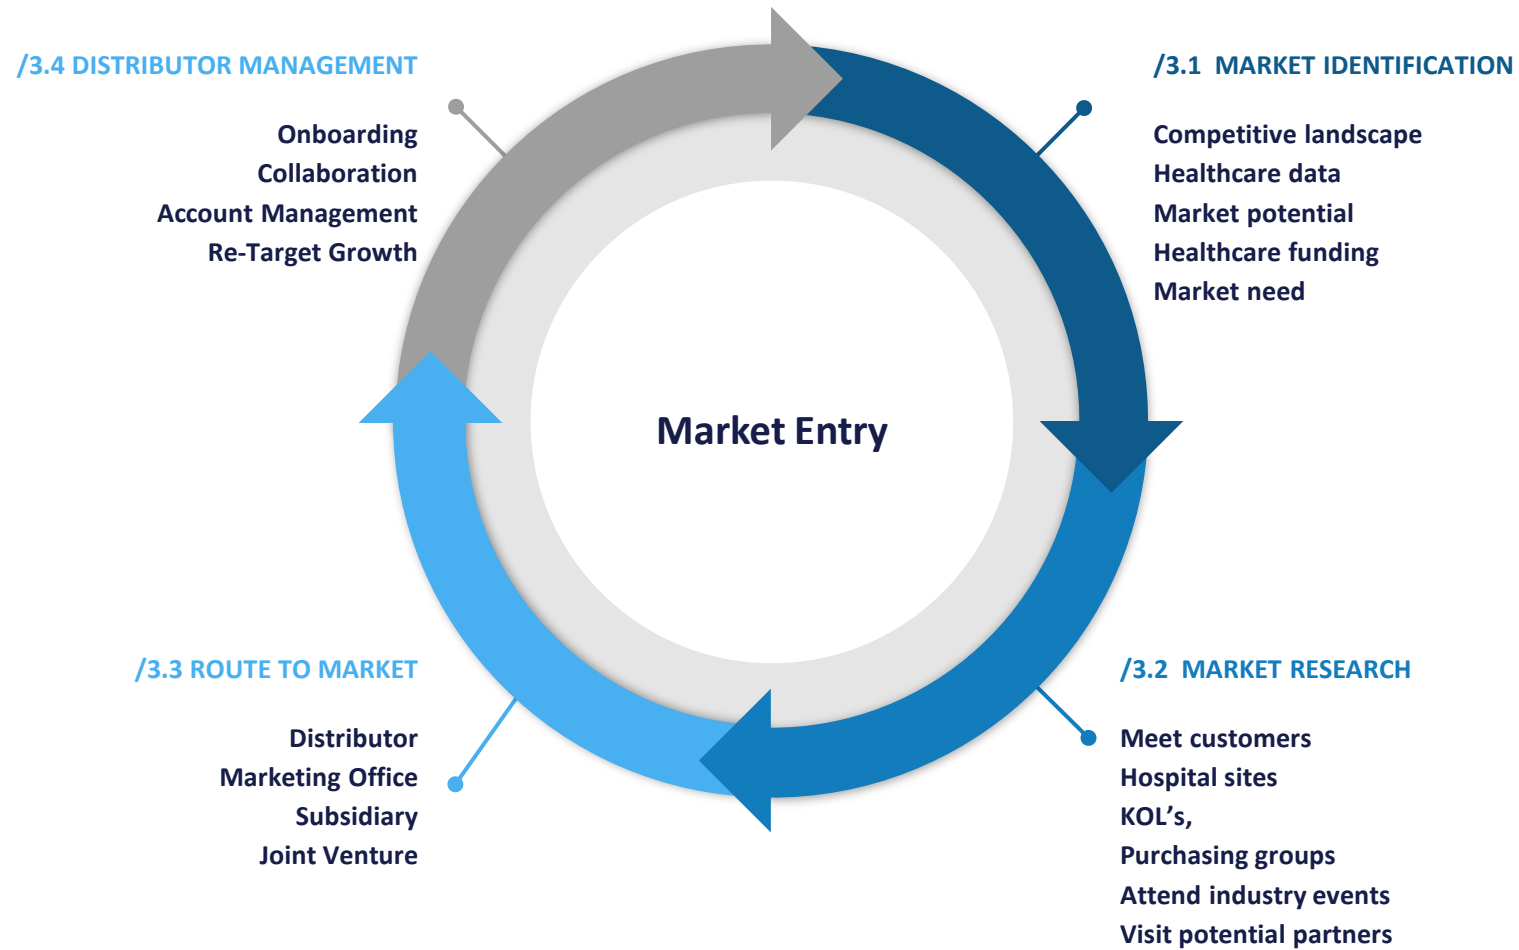 /3.4 DISTRIBUTOR MANAGEMENT
Onboarding
Collaboration
Account Management
Re-Target Growth
/3.1 MARKET IDENTIFICATION
Competitive landscape
Healthcare data
Market potential
Healthcare funding
Market need
Market Entry
/3.3 ROUTE TO MARKET
Distributor
Marketing Office
Subsidiary
Joint Venture
/3.2 MARKET RESEARCH
Meet customers
Hospital sites
KOL’s,
Purchasing groups
Attend industry events
Visit potential partners